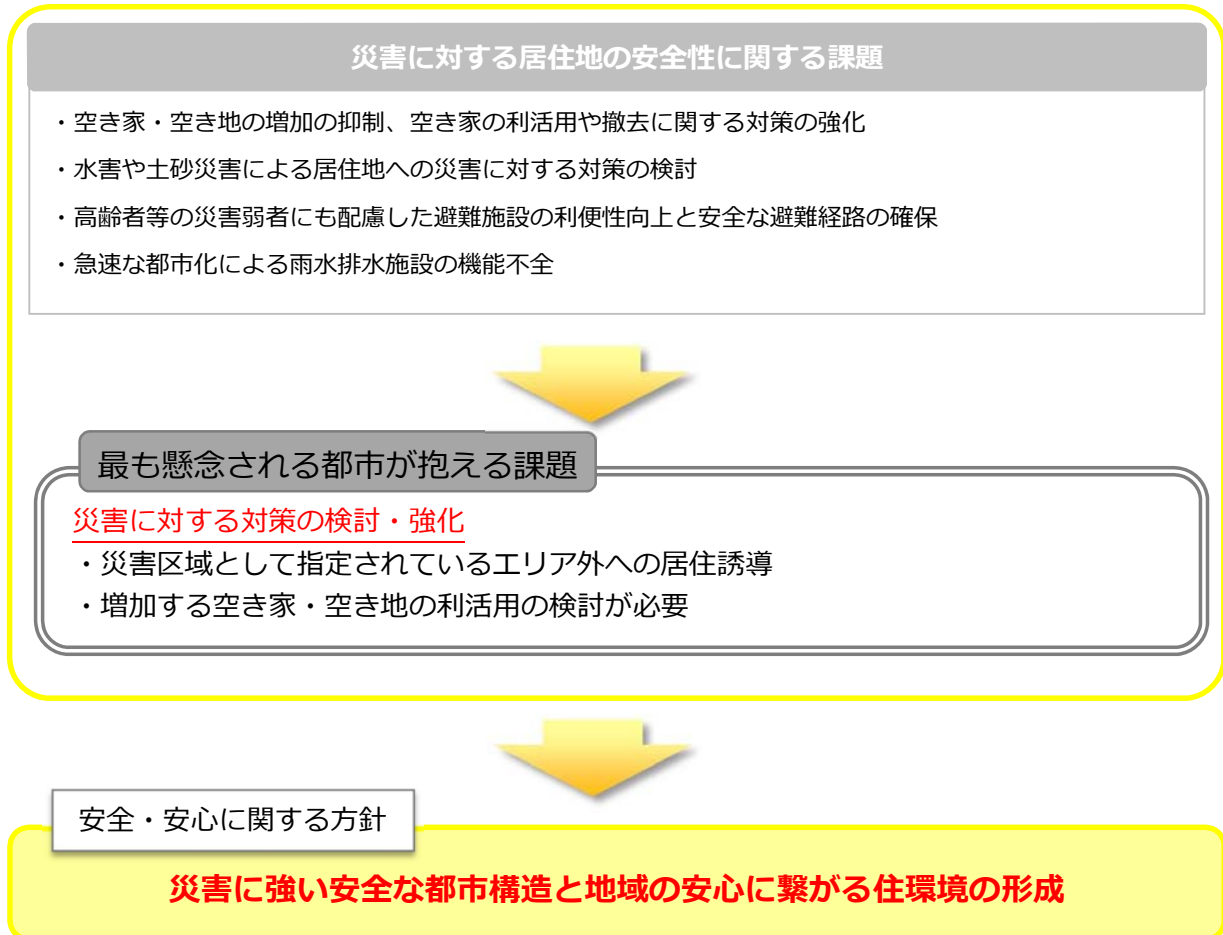 災害に対する居住地の安全性に関する課題
・空き家・空き地の増加の抑制、空き家の利活用や撤去に関する対策の強化
・水害や土砂災害による居住地への災害に対する対策の検討
・高齢者等の災害弱者にも配慮した避難施設の利便性向上と安全な避難経路の確保
・急速な都市化による雨水排水施設の機能不全
最も懸念される都市が抱える課題
災害に対する対策の検討・強化
・災害区域として指定されているエリア外への居住誘導
・増加する空き家・空き地の利活用の検討が必要
安全・安心に関する方針
災害に強い安全な都市構造と地域の安心に繋がる住環境の形成